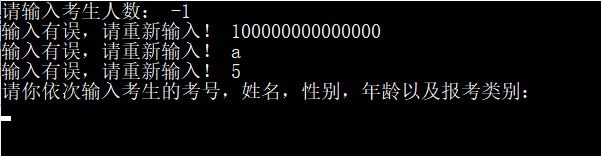 请输入考生人数： -1
输入有误，请重新输入！ 100000000000000
输入有误，请重新输入！ a
输入有误，请重新输入！ 5
请你依次输入考生的考号，姓名，性别，年龄以及报考类别：